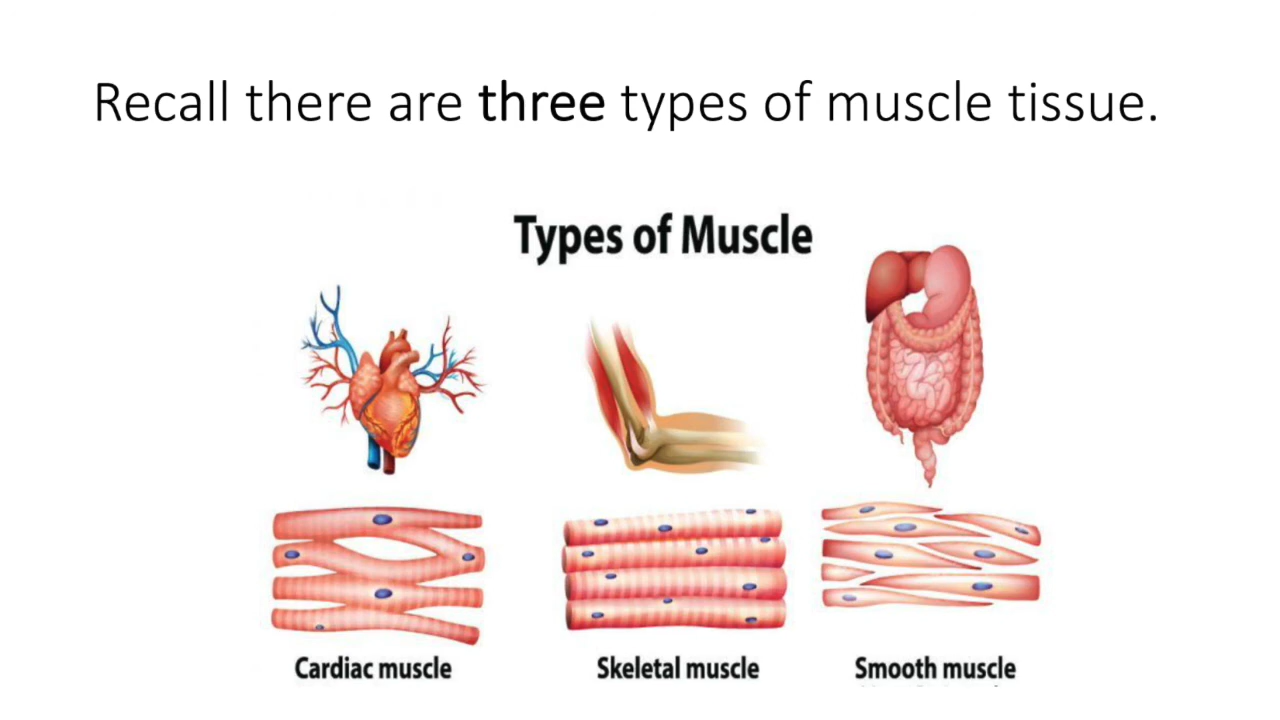 Recall there are three types of muscle tissue.
Types of Muscle
Cardiac muscle
Skeletal muscle
Smooth muscle